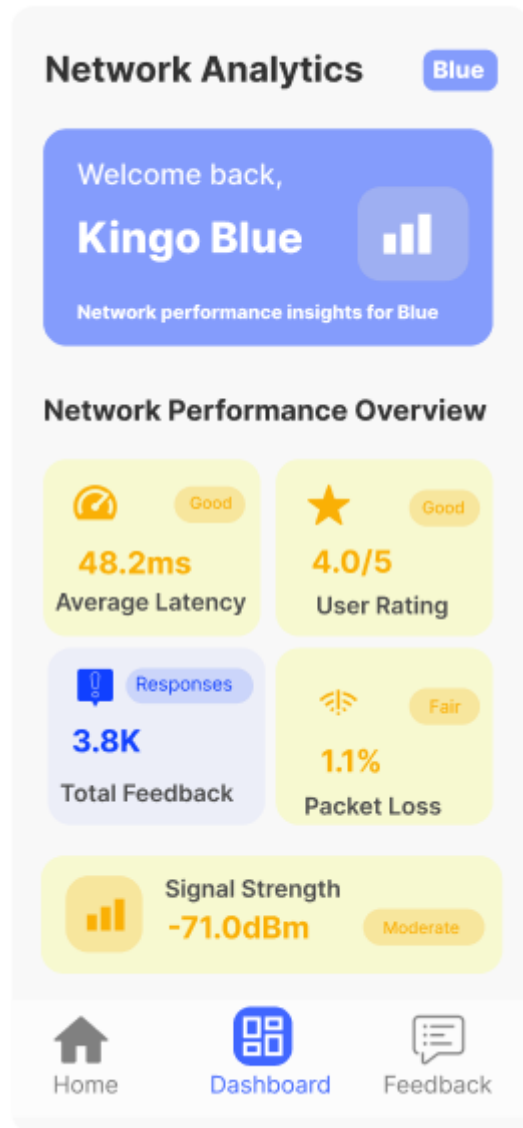 Network Analytics
Blue
Welcome back,
Kingo Blue
Network performance insights for Blue
Network Performance Overview
Good
48.2ms
Average Latency
Good
4.0/5
User Rating
Responses
3.8K
Total Feedback
Fair
1.1%
Packet Loss
Signal Strength
-71.0dBm
Moderate
Home
Dashboard
Feedback